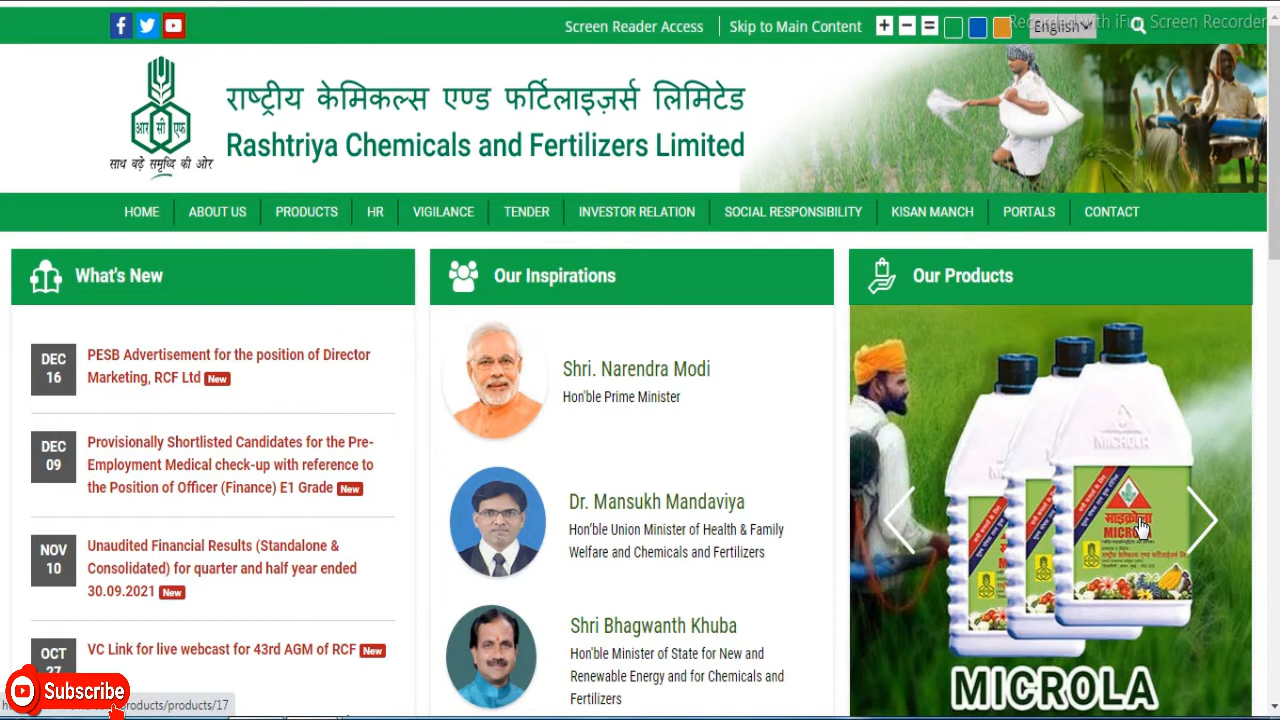 Screen Reader Access
Skip to Main Content
+
−
=
English
Recorded with iFun Screen Recorder
आर सी एफ
साथ बढ़े समृध्दि की ओर
राष्ट्रीय केमिकल्स एण्ड फर्टिलाइज़र्स लिमिटेड
Rashtriya Chemicals and Fertilizers Limited
HOME
ABOUT US
PRODUCTS
HR
VIGILANCE
TENDER
INVESTOR RELATION
SOCIAL RESPONSIBILITY
KISAN MANCH
PORTALS
CONTACT
What's New
DEC
16
PESB Advertisement for the position of Director
Marketing, RCF Ltd New
DEC
09
Provisionally Shortlisted Candidates for the Pre-
Employment Medical check-up with reference to
the Position of Officer (Finance) E1 Grade New
NOV
10
Unaudited Financial Results (Standalone &
Consolidated) for quarter and half year ended
30.09.2021 New
OCT
27
VC Link for live webcast for 43rd AGM of RCF New
Our Inspirations
Shri. Narendra Modi
Hon'ble Prime Minister
Dr. Mansukh Mandaviya
Hon'ble Union Minister of Health & Family
Welfare and Chemicals and Fertilizers
Shri Bhagwanth Khuba
Hon'ble Minister of State for New and
Renewable Energy and for Chemicals and
Fertilizers
Our Products
MICROLA
माइक्रोला
MICROLA
MICROLA
Subscribe
products/products/17